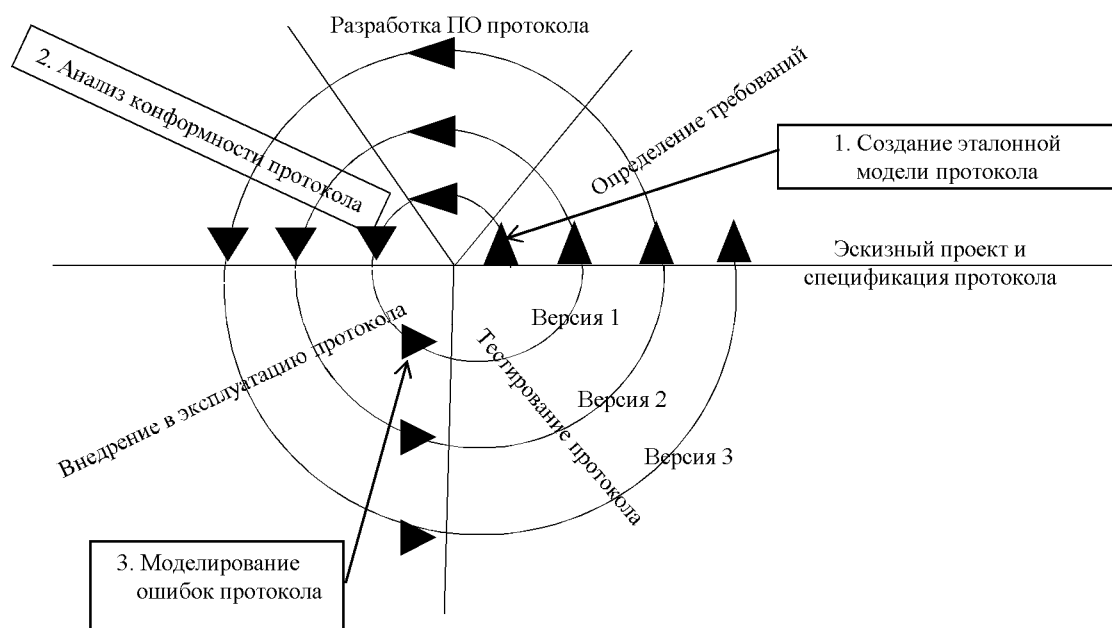 Разработка ПО протокола
2. Анализ конформности протокола
Определение требований
1. Создание эталонной
модели протокола
Эскизный проект и
спецификация протокола
Версия 1
Внедрение в эксплуатацию протокола
Тестирование протокола
Версия 2
Версия 3
3. Моделирование
ошибок протокола